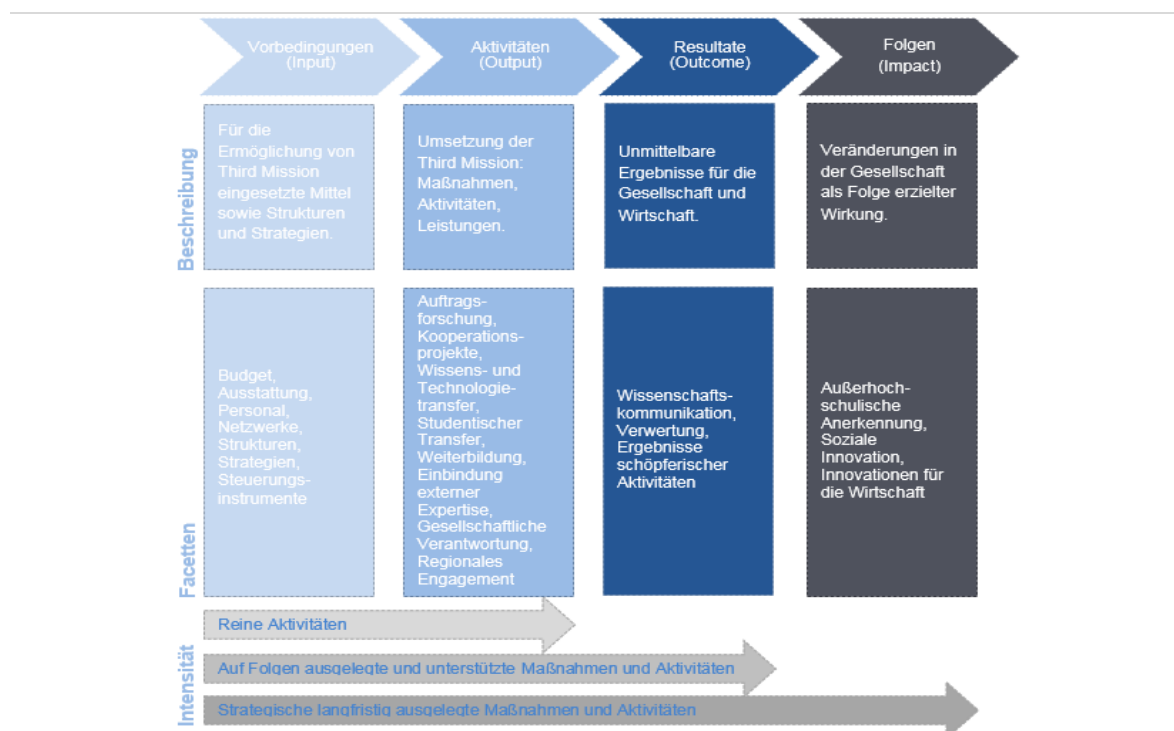 Vorbedingungen
(Input)
Aktivitäten
(Output)
Resultate
(Outcome)
Folgen
(Impact)
Beschreibung
Für die
Ermöglichung von
Third Mission
eingesetzte Mittel
sowie Strukturen
und Strategien.
Umsetzung der
Third Mission:
Maßnahmen,
Aktivitäten,
Leistungen.
Unmittelbare
Ergebnisse für die
Gesellschaft und
Wirtschaft.
Veränderungen in
der Gesellschaft
als Folge erzielter
Wirkung.
Facetten
Budget,
Ausstattung,
Personal,
Netzwerke,
Strukturen,
Strategien,
Steuerungs-
instrumente
Auftrags-
forschung,
Kooperations-
projekte,
Wissens- und
Technologie-
transfer,
Studentischer
Transfer,
Weiterbildung,
Einbindung
externer
Expertise,
Gesellschaftliche
Verantwortung,
Regionales
Engagement
Wissenschafts-
kommunikation,
Verwertung,
Ergebnisse
schöpferischer
Aktivitäten
Außerhoch-
schulische
Anerkennung,
Soziale
Innovation,
Innovationen für
die Wirtschaft
Intensität
Reine Aktivitäten
Auf Folgen ausgelegte und unterstützte Maßnahmen und Aktivitäten
Strategische langfristig ausgelegte Maßnahmen und Aktivitäten